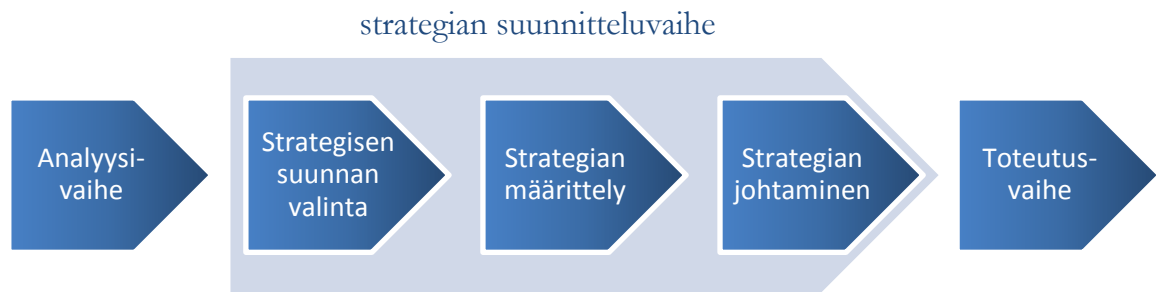 strategian suunnitteluvaihe
Analyysi-
vaihe
Strategisen
suunnan
valinta
Strategian
määrittely
Strategian
johtaminen
Toteutus-
vaihe